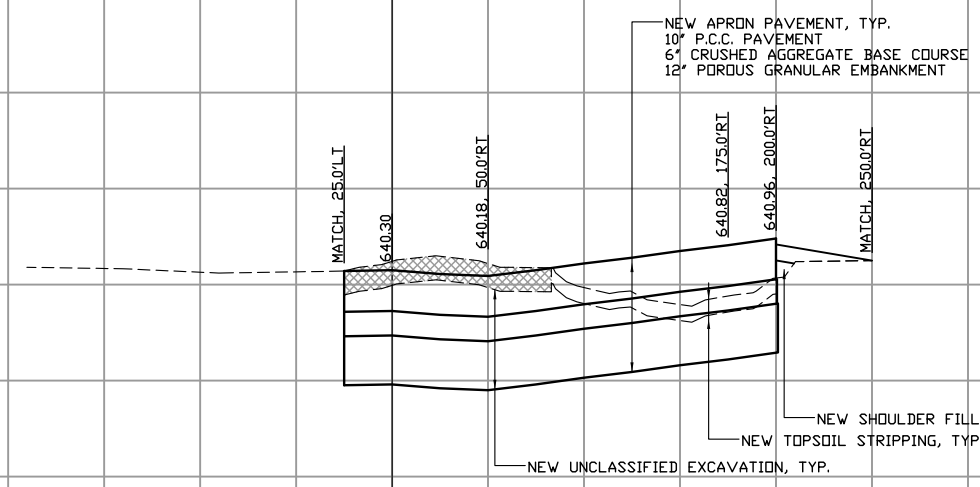 NEW APRON PAVEMENT, TYP.
10" P.C.C. PAVEMENT
6" CRUSHED AGGREGATE BASE COURSE
12" POROUS GRANULAR EMBANKMENT
MATCH, 25.0'LT
640.30
640.18, 50.0'RT
640.82, 175.0'RT
640.96, 200.0'RT
MATCH, 250.0'RT
NEW SHOULDER FILL
NEW TOPSOIL STRIPPING, TYP
NEW UNCLASSIFIED EXCAVATION, TYP.